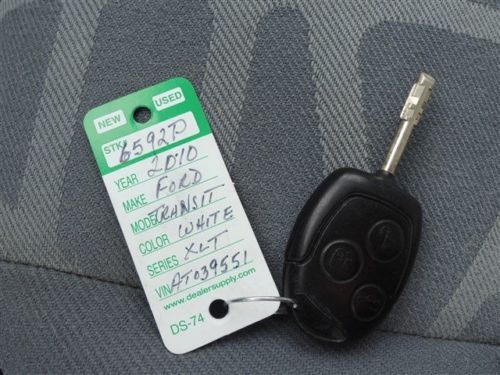 NEW USED
STK# 6592P
YEAR 2010
MAKE FORD
MODEL TRANSIT
COLOR WHITE
SERIES XLT
VIN AT039551
www.dealersupply.com
DS-74